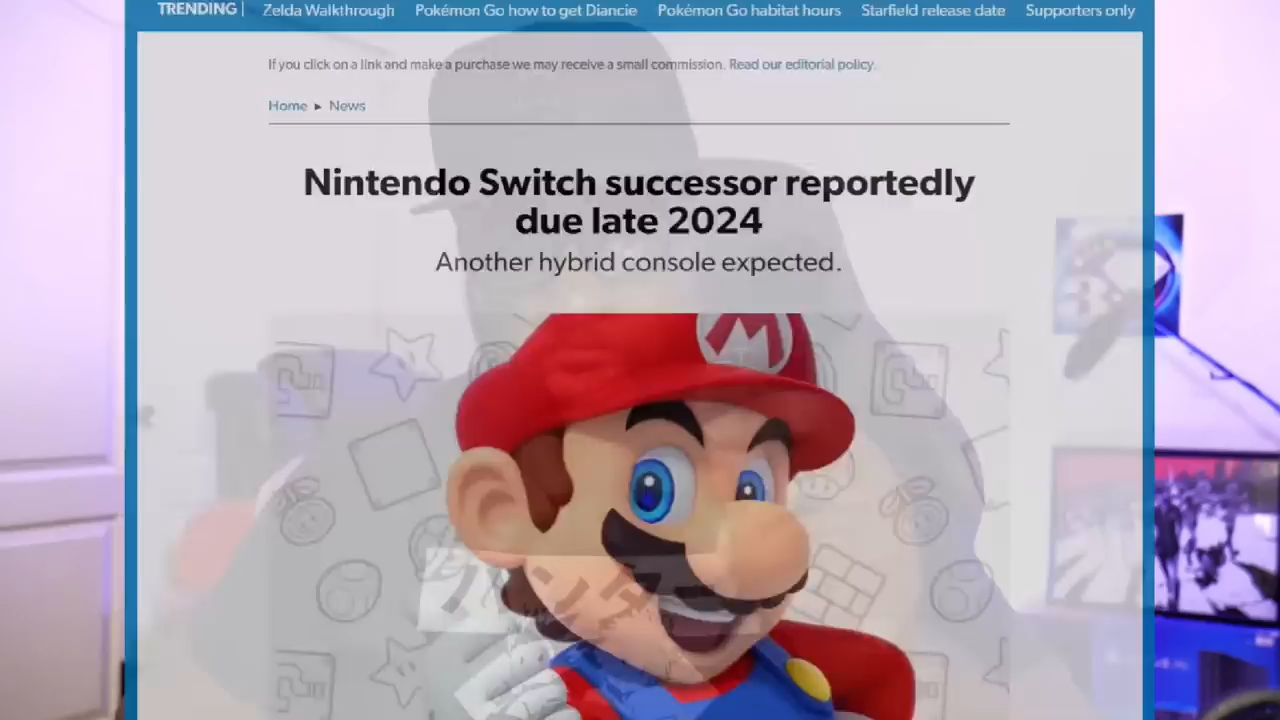 TRENDING | Zelda Walkthrough Pokémon Go how to get Diancie Pokémon Go habitat hours Starfield release date Supporters only
If you click on a link and make a purchase we may receive a small commission. Read our editorial policy.
Home ▸ News
Nintendo Switch successor reportedly
due late 2024
Another hybrid console expected.
M